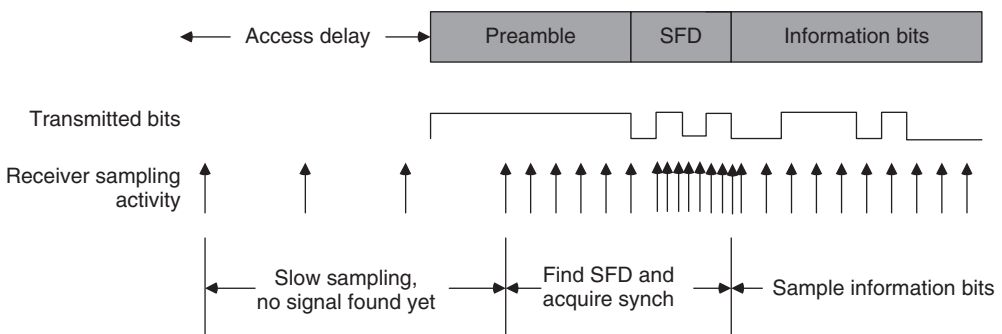 Access delay
Preamble
SFD
Information bits
Transmitted bits
Receiver sampling
activity
Slow sampling,
no signal found yet
Find SFD and
acquire synch
Sample information bits